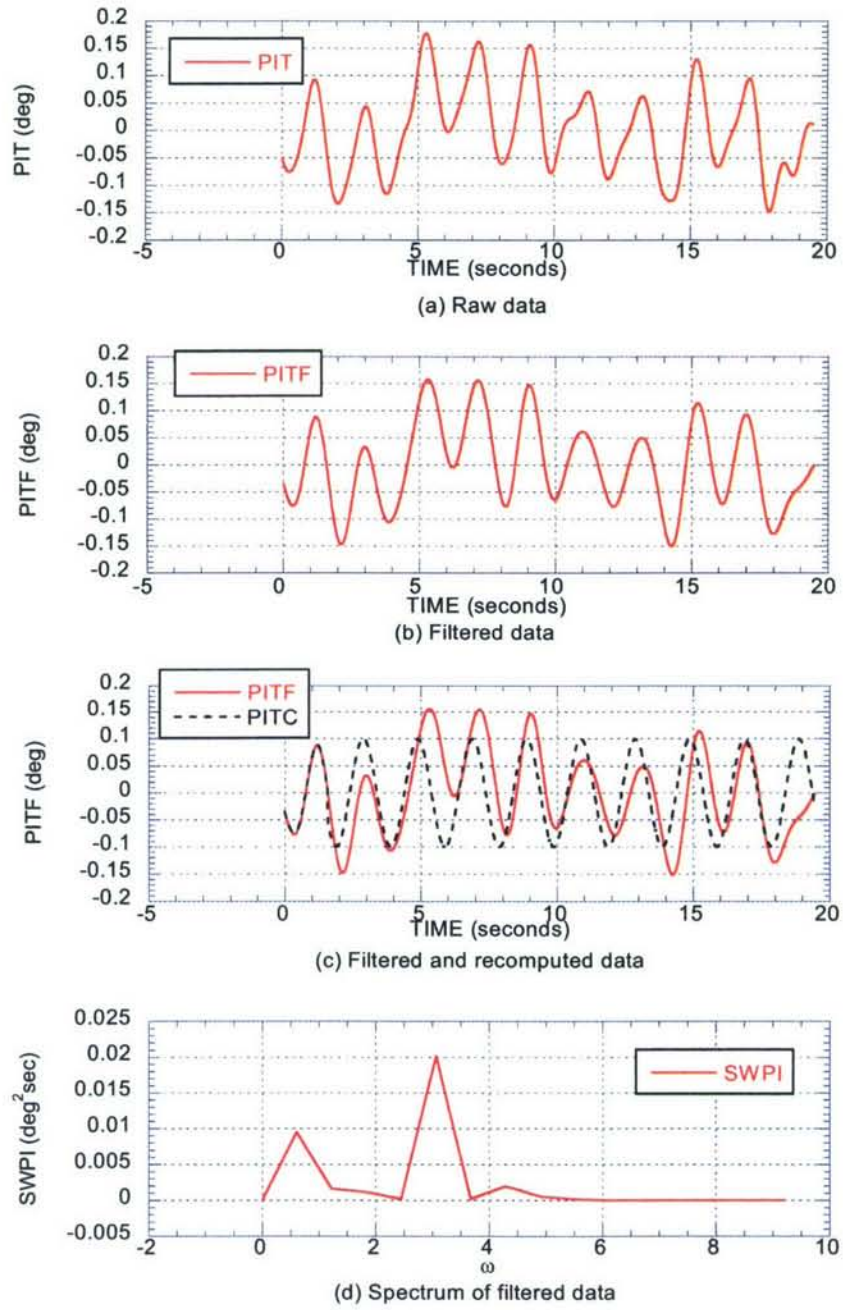 0.2
0.15
0.1
0.05
0
-0.05
-0.1
-0.15
-0.2
PIT (deg)
PIT
-5 0 5 10 15 20
TIME (seconds)
(a) Raw data
0.2
0.15
0.1
0.05
0
-0.05
-0.1
-0.15
-0.2
PITF (deg)
PITF
-5 0 5 10 15 20
TIME (seconds)
(b) Filtered data
0.2
0.15
0.1
0.05
0
-0.05
-0.1
-0.15
-0.2
PITF (deg)
PITF
PITC
-5 0 5 10 15 20
TIME (seconds)
(c) Filtered and recomputed data
0.025
0.02
0.015
0.01
0.005
0
-0.005
SWPI (deg²sec)
SWPI
-2 0 2 4 6 8 10
ω
(d) Spectrum of filtered data